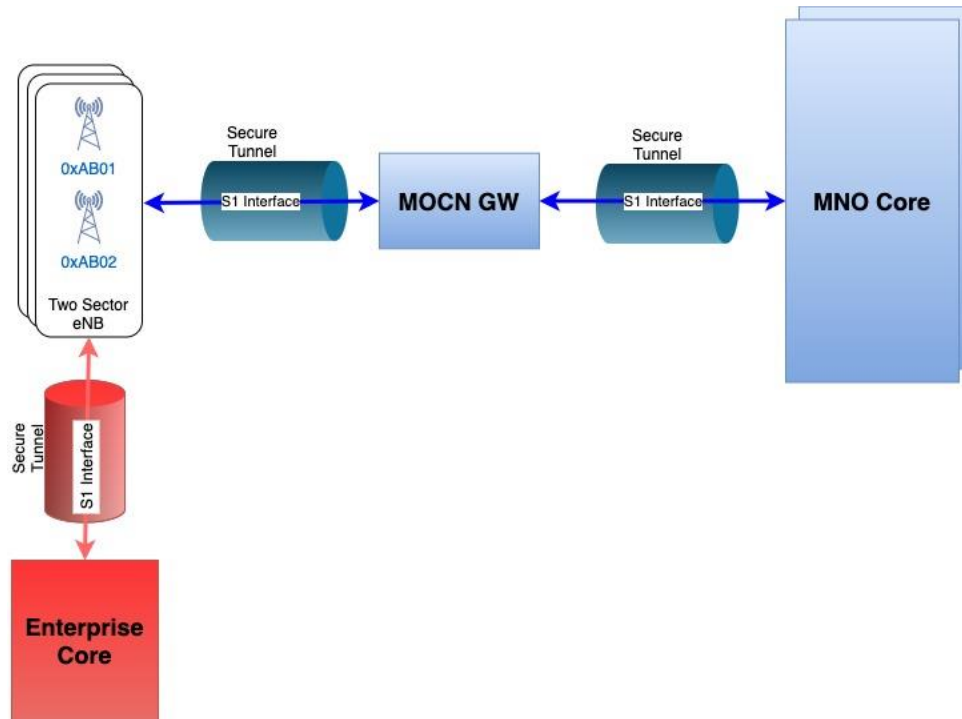 0xAB01
0xAB02
Two Sector
eNB
Secure
Tunnel
S1 Interface
MOCN GW
Secure
Tunnel
S1 Interface
MNO Core
Secure
Tunnel
S1 Interface
Enterprise
Core